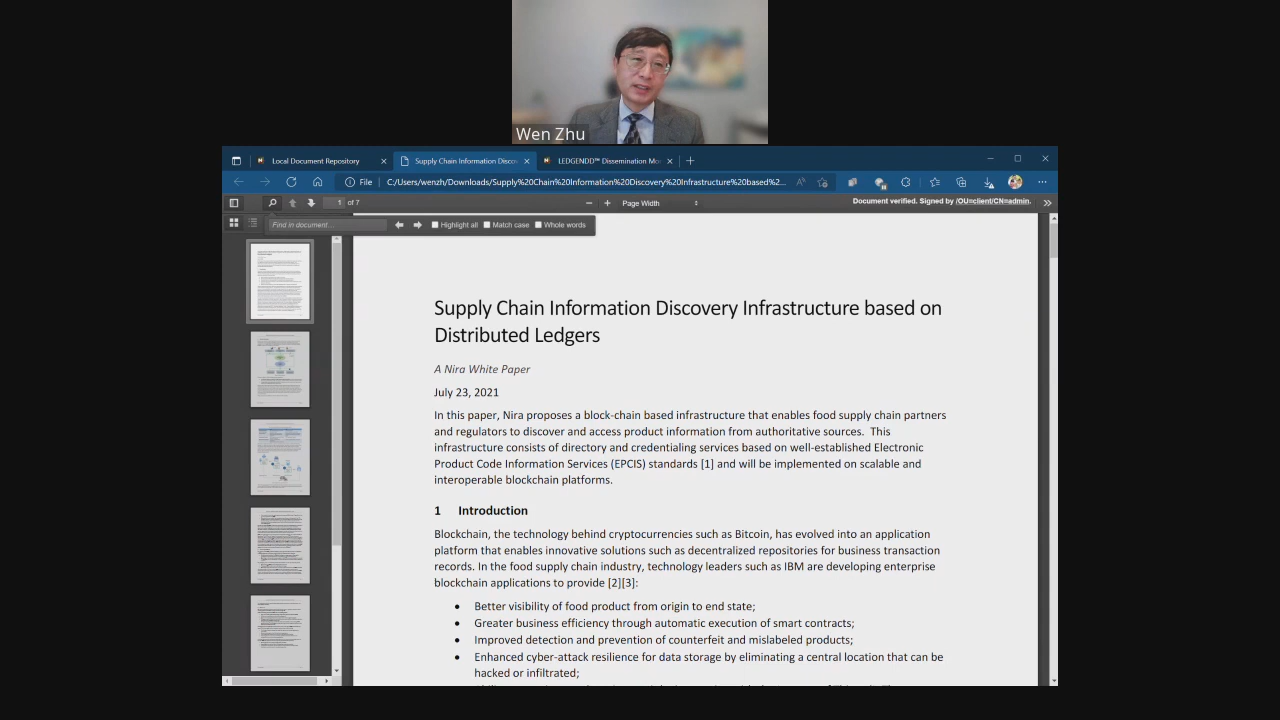 Wen Zhu
Local Document Repository
Supply Chain Information Disco
LEDGENDD™ Dissemination Mo
File
C:/Users/wenzh/Downloads/Supply%20Chain%20Information%20Discovery%20Infrastructure%20based%2...
1 of 7
Page Width
Document verified. Signed by /OU=client/CN=admin.
Find in document...
Highlight all
Match case
Whole words
Supply Chain Information Discovery Infrastructure based on
Distributed Ledgers
A Nira White Paper
July 23, 2021
In this paper, Nira proposes a block-chain based infrastructure that enables food supply chain partners
and regulators to discover and access product information from authoritative sources. This
infrastructure consists of directory and credentialing services based on well-established Electronic
Product Code Information Services (EPCIS) standards [1] and will be implemented on scalable and
interoperable blockchain platforms.
1 Introduction
Blockchain, the technology behind cryptocurrencies such as Bitcoin, has evolved into an application
platform that enables innovative solutions such as decentralized repositories for business transaction
records. In the food supply chain industry, technology leaders such as IBM are developing enterprise
blockchain applications to provide [2][3]:
• Better visibility of food product from origin to end state;
• Greater business efficiency through automatic execution of smart contracts;
• Improved detection and prevention of counterfeit and mislabeled products;
• Enhanced cyber-attack resilience for data storage by eliminating a central location that can be
hacked or infiltrated;